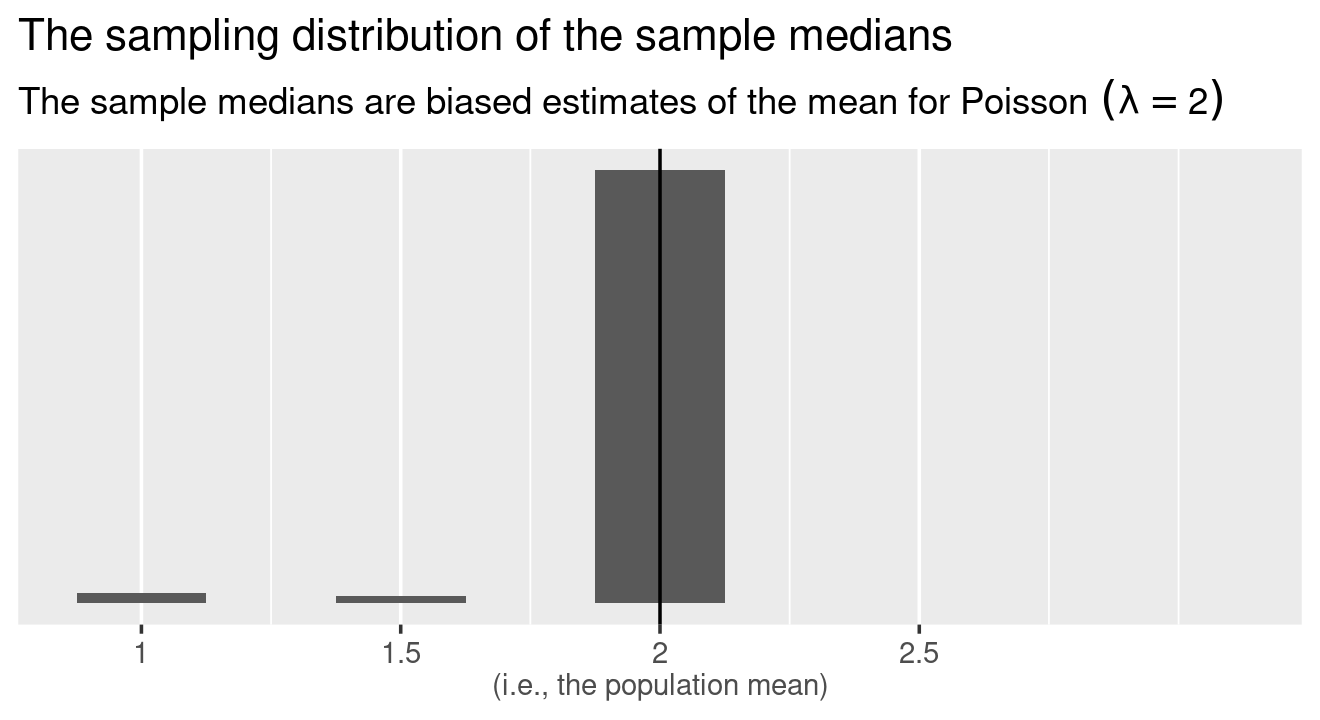 The sampling distribution of the sample medians
The sample medians are biased estimates of the mean for Poisson (λ = 2)
1 1.5 2 2.5
(i.e., the population mean)